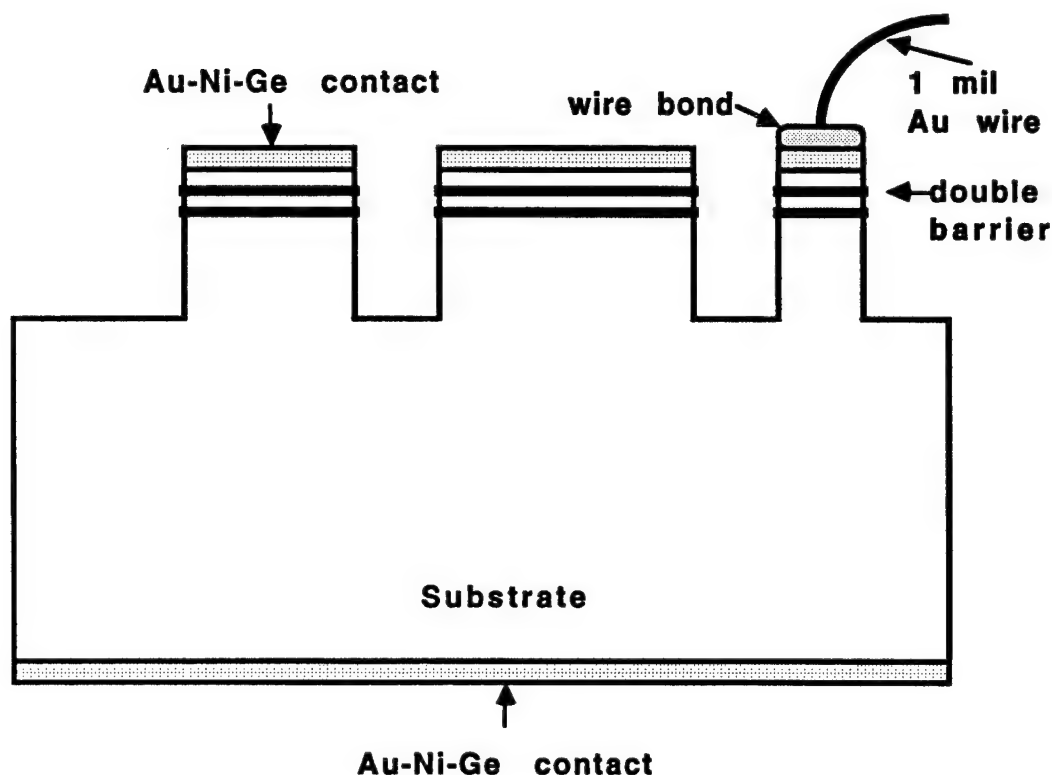 Au-Ni-Ge contact
wire bond
1 mil
Au wire
double
barrier
Substrate
Au-Ni-Ge contact